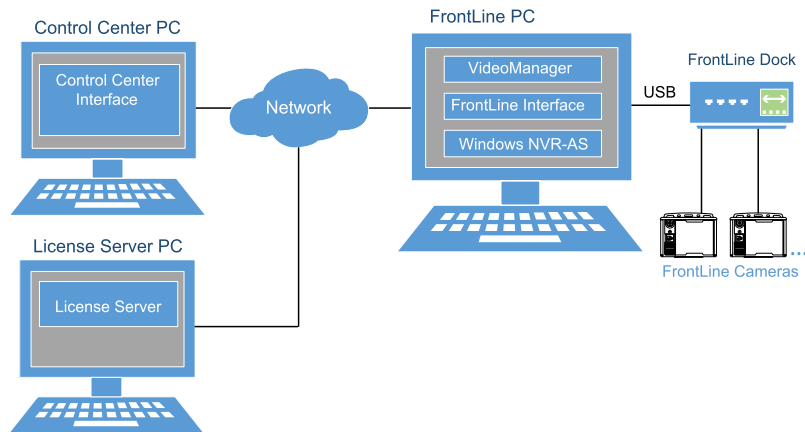 Control Center PC
Control Center
Interface
Network
FrontLine PC
VideoManager
FrontLine Interface
Windows NVR-AS
USB
FrontLine Dock
FrontLine Cameras
...
License Server PC
License Server